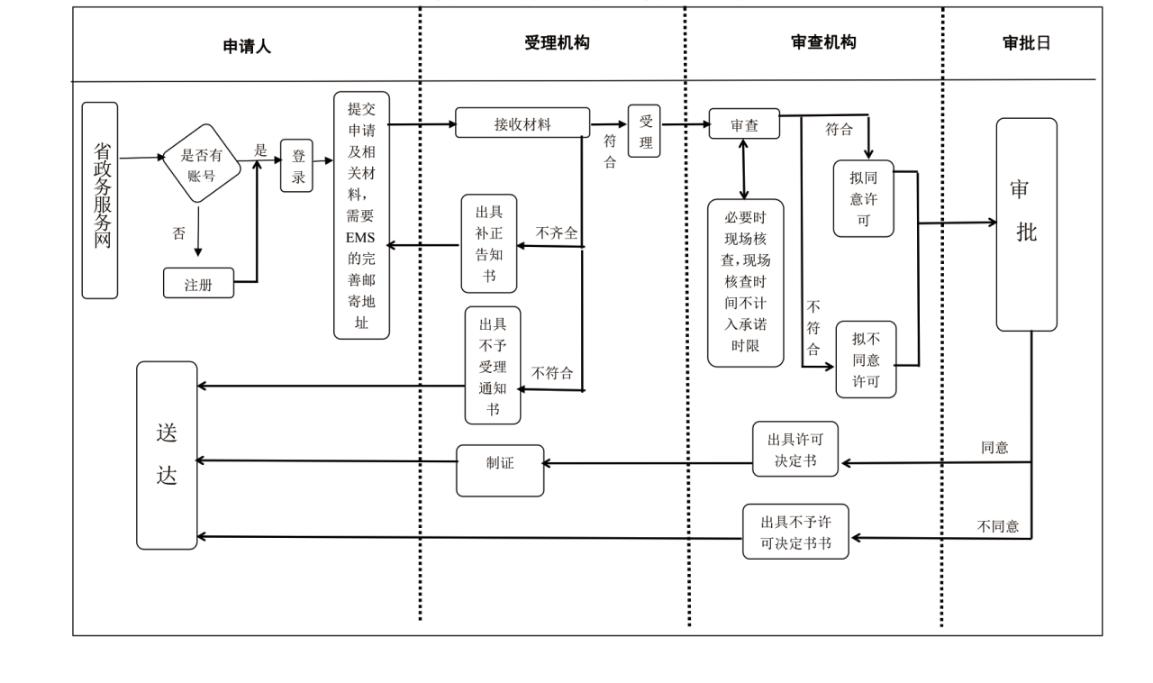 申请人
受理机构
审查机构
审批日
省政务服务网
是否有
账号
是
否
注册
登
录
提交
申请
及相
关材
料，
需要
EMS
的完
善邮
寄地
址
接收材料
符
合
受
理
不齐全
出具
补正
告知
书
不符合
出具
不予
受理
通知
书
审查
必要时
现场核
查，现场
核查时
间不计
入承诺
时限
符合
拟同
意许
可
不
符
合
拟不
同意
许可
审
批
同意
出具许可
决定书
制证
不同意
出具不予许
可决定书书
送
达